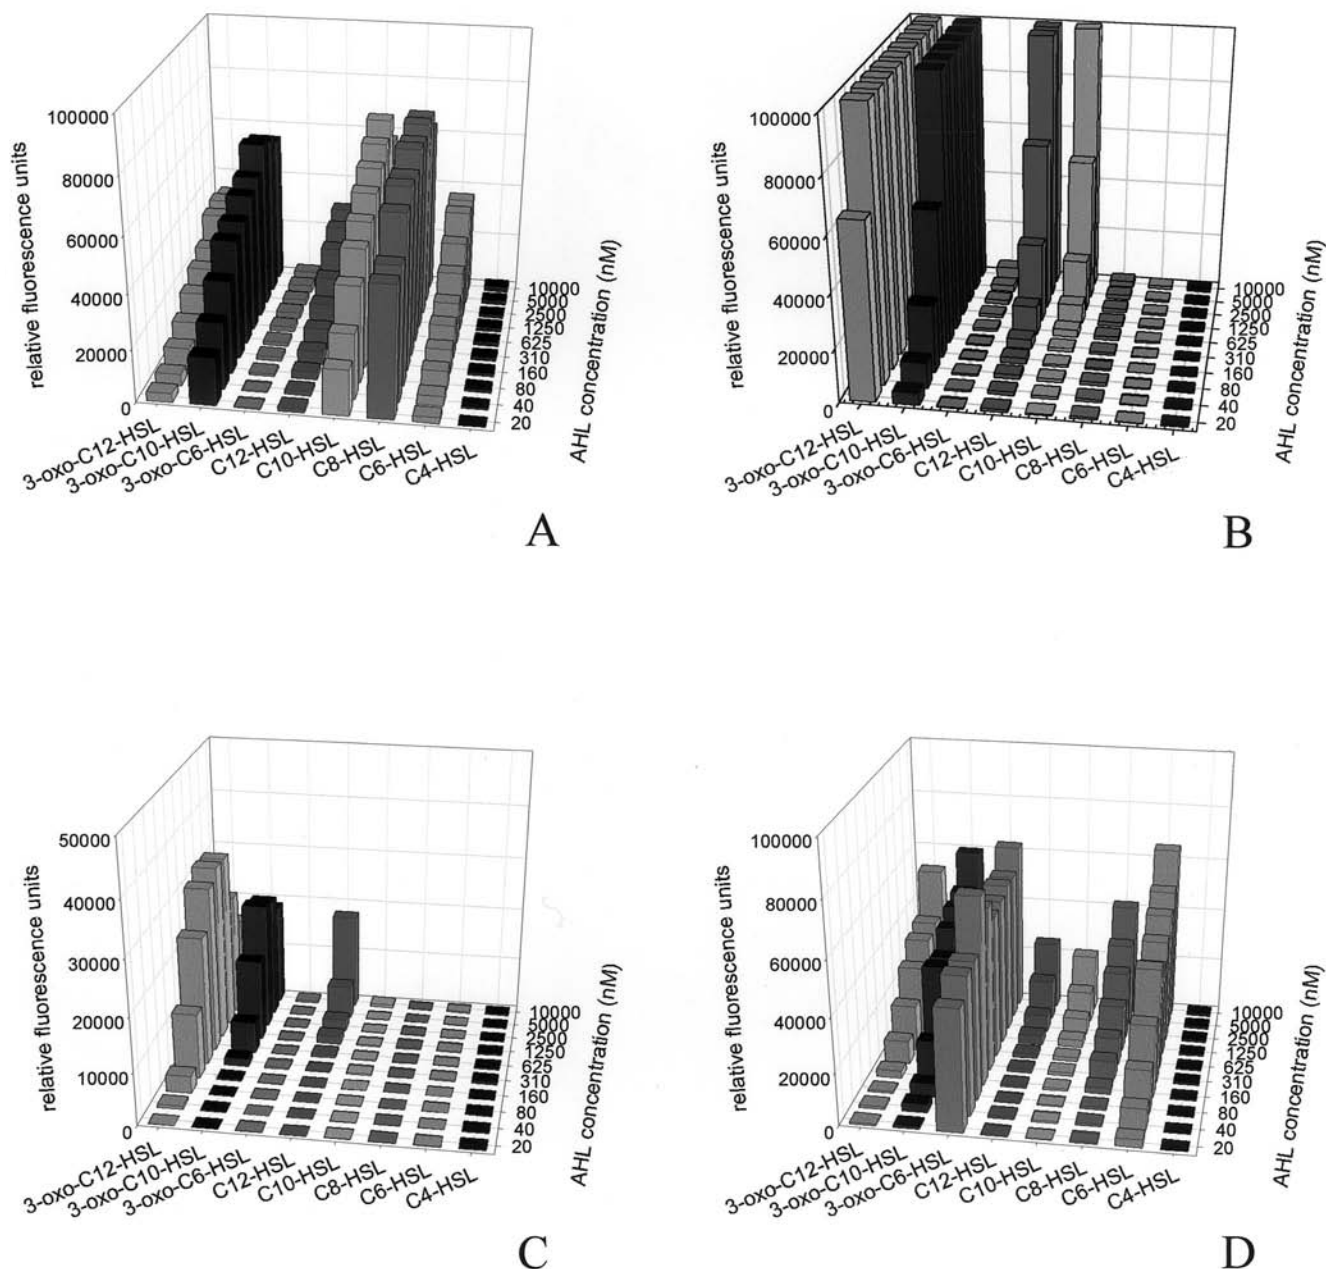 relative fluorescence units
100000
80000
60000
40000
20000
0
3-oxo-C12-HSL
3-oxo-C10-HSL
3-oxo-C6-HSL
C12-HSL
C10-HSL
C8-HSL
C6-HSL
C4-HSL
10000
5000
2500
1250
625
310
160
80
40
20
AHL concentration (nM)
A
relative fluorescence units
100000
80000
60000
40000
20000
0
3-oxo-C12-HSL
3-oxo-C10-HSL
3-oxo-C6-HSL
C12-HSL
C10-HSL
C8-HSL
C6-HSL
C4-HSL
10000
5000
2500
1250
625
310
160
80
40
20
AHL concentration (nM)
B
relative fluorescence units
50000
40000
30000
20000
10000
0
3-oxo-C12-HSL
3-oxo-C10-HSL
3-oxo-C6-HSL
C12-HSL
C10-HSL
C8-HSL
C6-HSL
C4-HSL
10000
5000
2500
1250
625
310
160
80
40
20
AHL concentration (nM)
C
relative fluorescence units
100000
80000
60000
40000
20000
0
3-oxo-C12-HSL
3-oxo-C10-HSL
3-oxo-C6-HSL
C12-HSL
C10-HSL
C8-HSL
C6-HSL
C4-HSL
10000
5000
2500
1250
625
310
160
80
40
20
AHL concentration (nM)
D